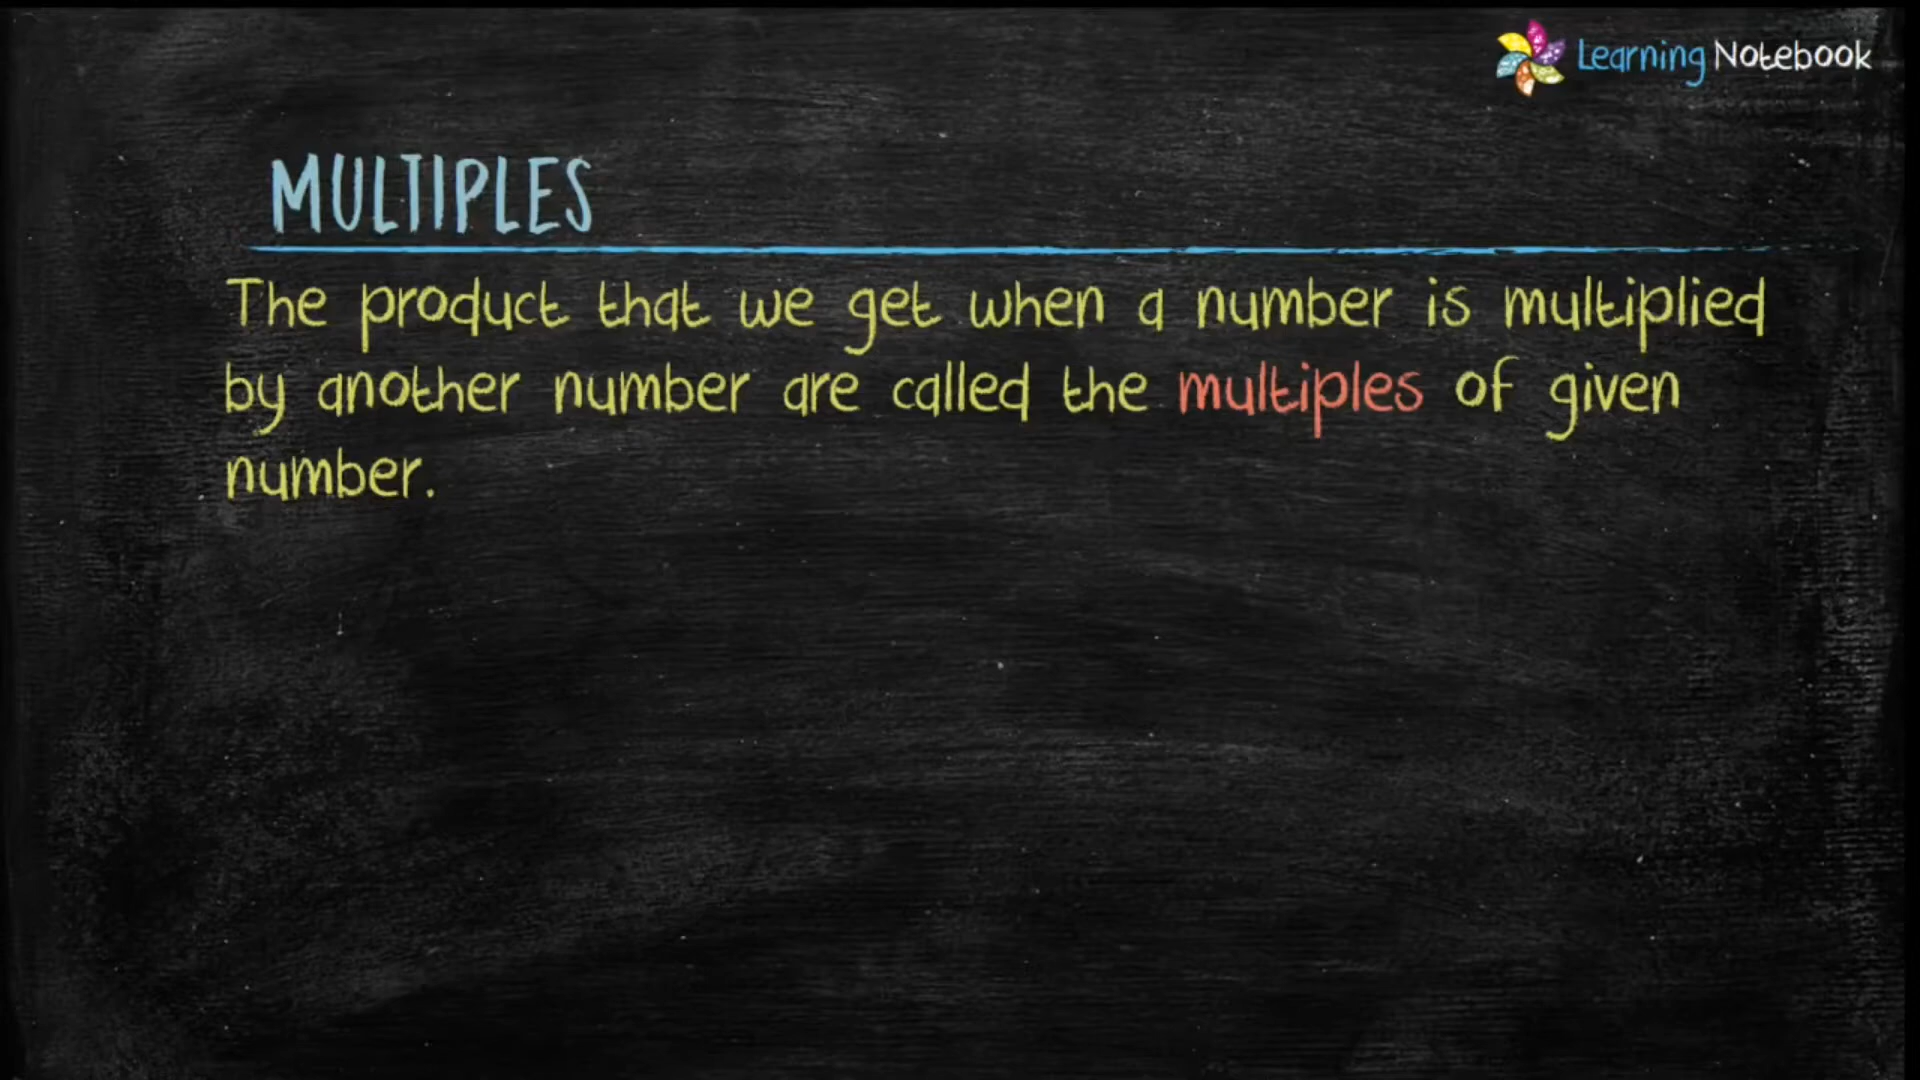 Learning Notebook
MULTIPLES
The product that we get when a number is multiplied
by another number are called the multiples of given
number.